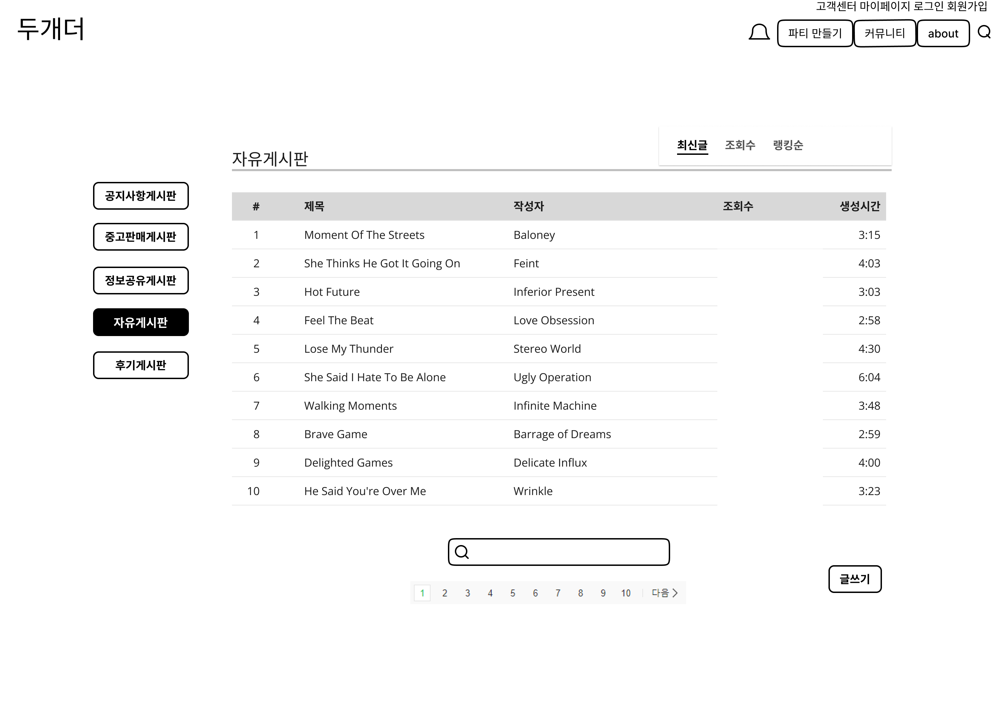 고객센터 마이페이지 로그인 회원가입
두개더
파티 만들기 커뮤니티 about
최신글 조회수 랭킹순
자유게시판
공지사항게시판
중고판매게시판
정보공유게시판
자유게시판
후기게시판
# 제목 작성자 조회수 생성시간
1 Moment Of The Streets Baloney 3:15
2 She Thinks He Got It Going On Feint 4:03
3 Hot Future Inferior Present 3:03
4 Feel The Beat Love Obsession 2:58
5 Lose My Thunder Stereo World 4:30
6 She Said I Hate To Be Alone Ugly Operation 6:04
7 Walking Moments Infinite Machine 3:48
8 Brave Game Barrage of Dreams 2:59
9 Delighted Games Delicate Influx 4:00
10 He Said You're Over Me Wrinkle 3:23
글쓰기
1 2 3 4 5 6 7 8 9 10 다음